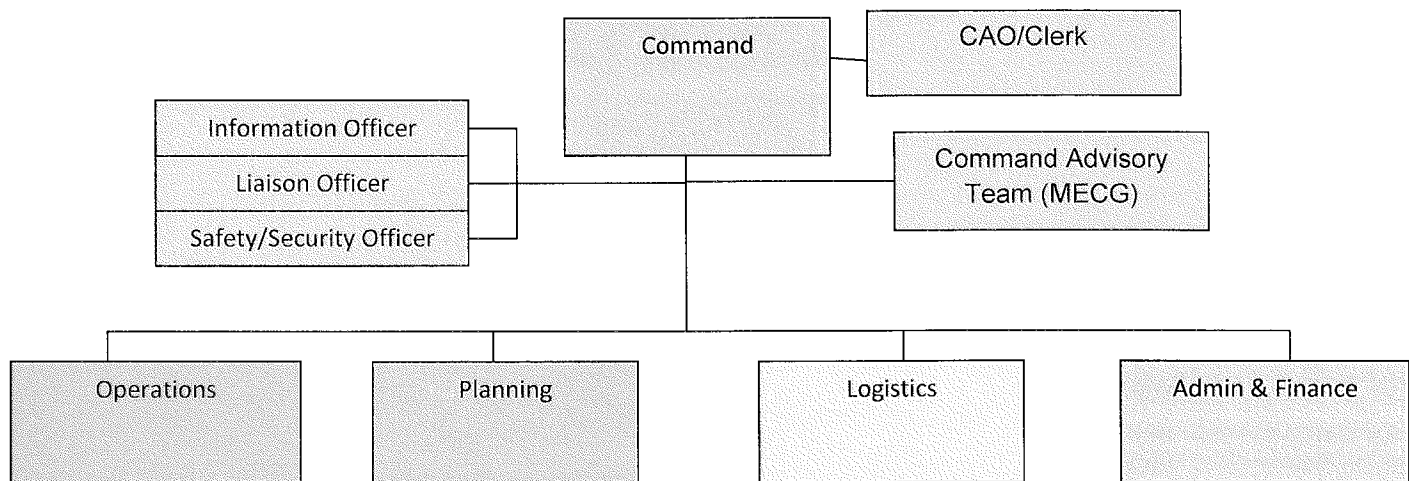 Command
CAO/Clerk
Information Officer
Liaison Officer
Safety/Security Officer
Command Advisory
Team (MECG)
Operations
Planning
Logistics
Admin & Finance